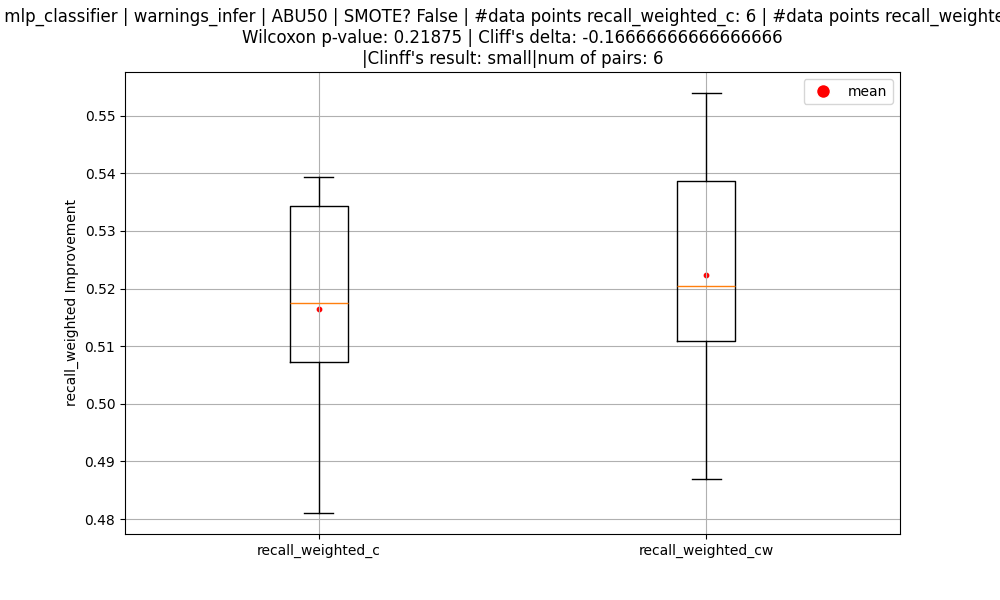 mlp_classifier | warnings_infer | ABU50 | SMOTE? False | #data points recall_weighted_c: 6 | #data points
Wilcoxon p-value: 0.21875 | Cliff's delta: -0.16666666666666666
|Clinff's result: small|num of pairs: 6
mean
0.55
0.54
0.53
0.52
0.51
0.50
0.49
0.48
recall_weighted Improvement
recall_weighted_c
recall_weighted_cw